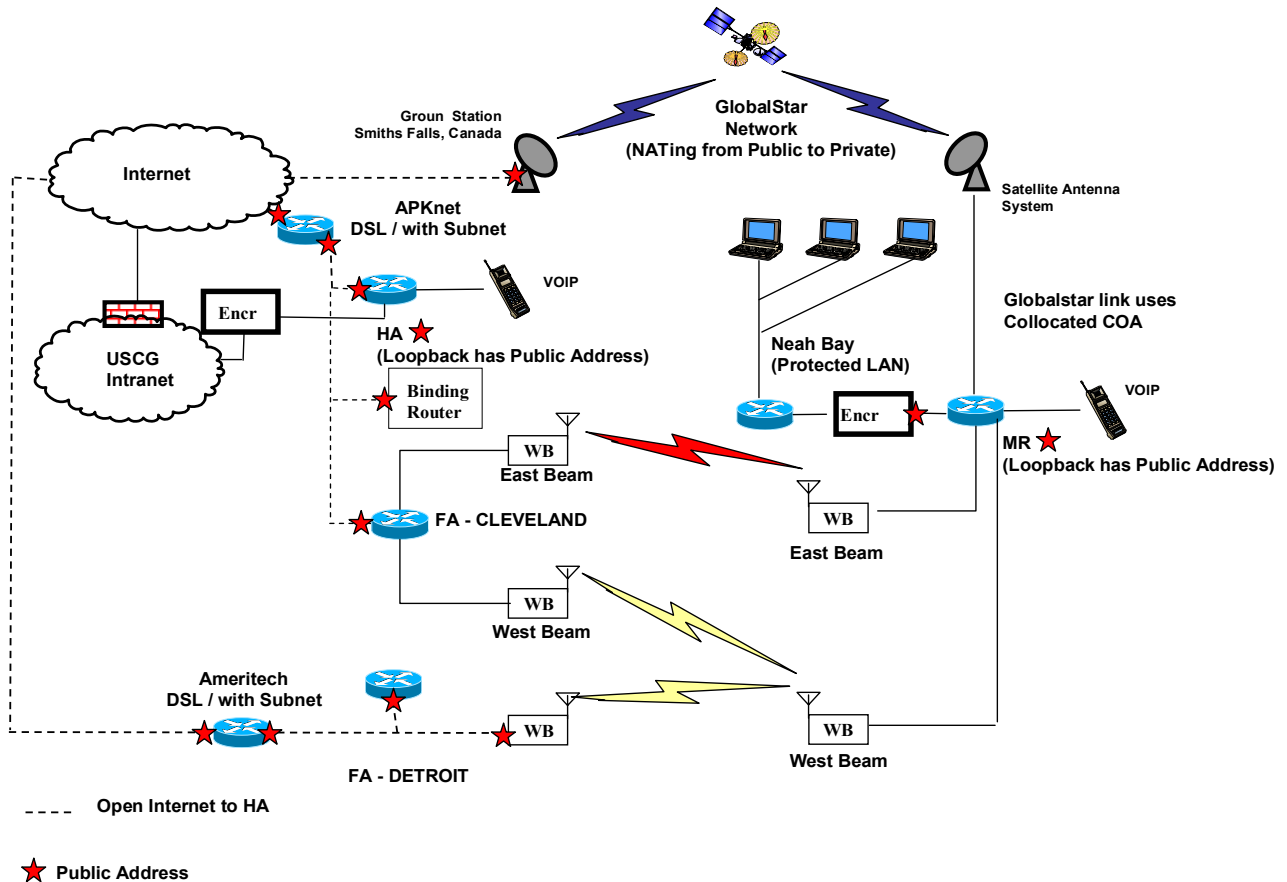 GlobalStar
Network
(NATing from Public to Private)
Groun  Station
Smiths Falls, Canada
Internet
APKnet
DSL / with Subnet
Satellite Antenna
System
VOIP
Encr
HA
(Loopback has Public Address)
USCG
Intranet
Binding
Router
Globalstar link uses
Collocated COA
Neah Bay
(Protected LAN)
VOIP
Encr
MR
(Loopback has Public Address)
WB
East Beam
WB
East Beam
FA - CLEVELAND
WB
West Beam
Ameritech
DSL / with Subnet
WB
WB
West Beam
FA - DETROIT
Open Internet to HA
Public Address